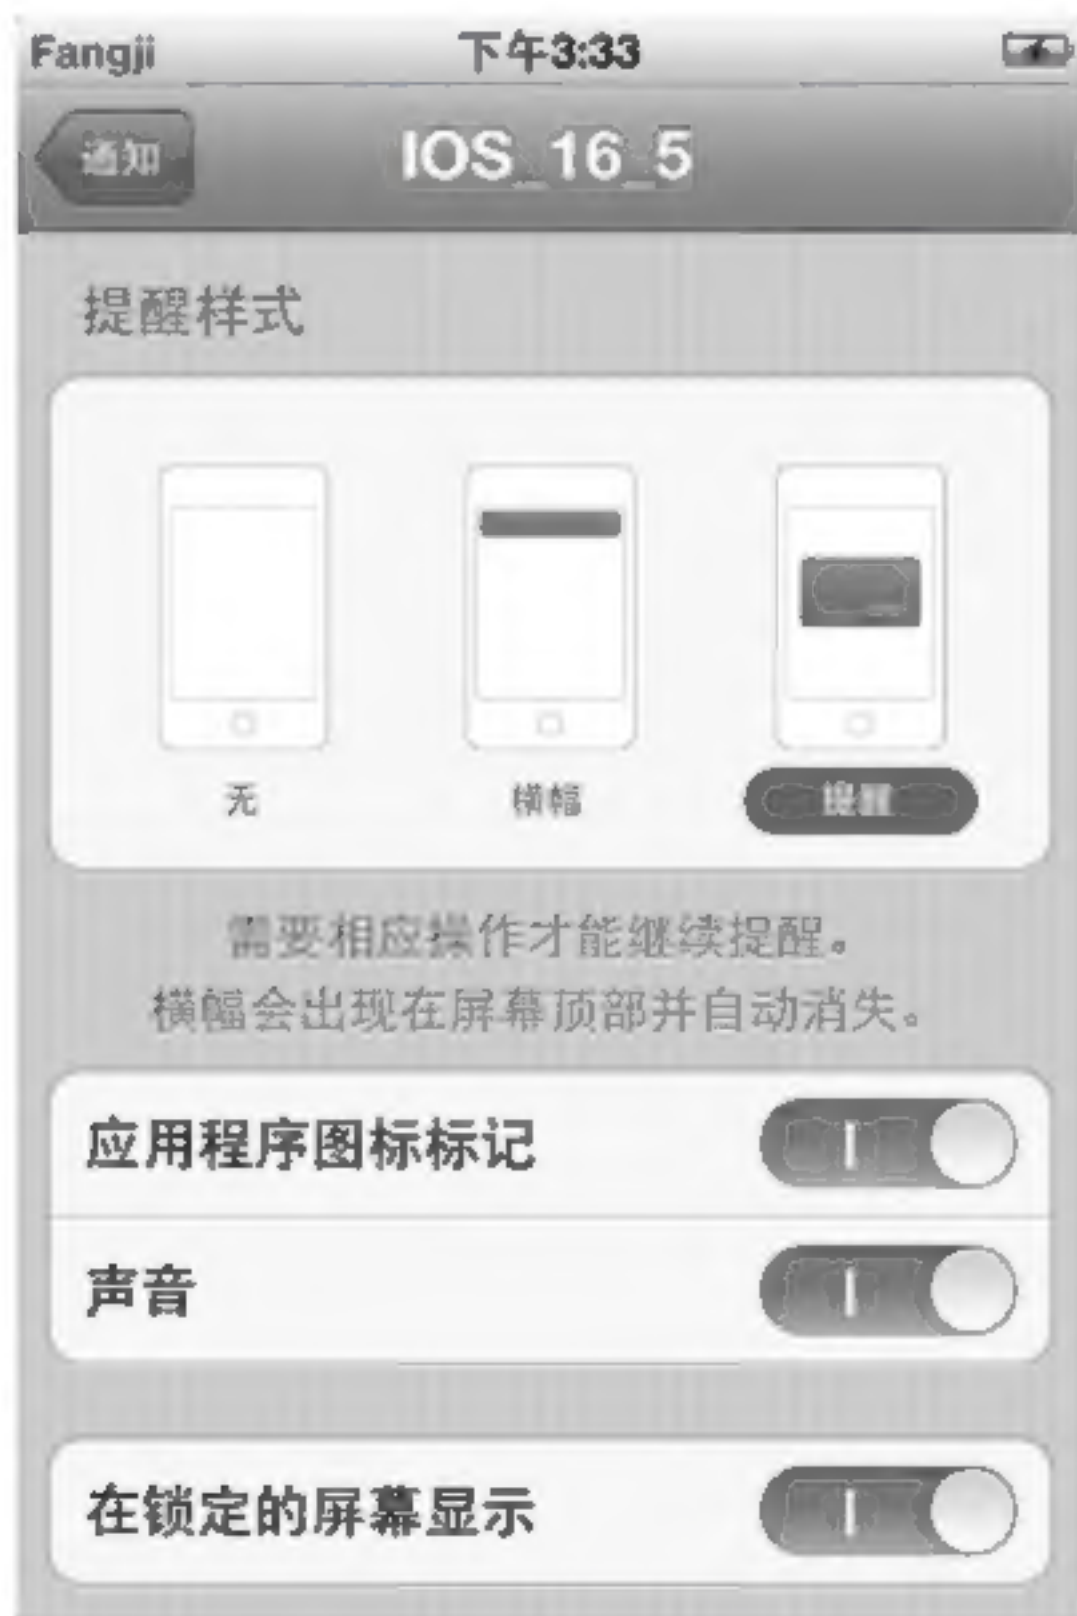 Fangji 下午3:33
通知 IOS_16_5
提醒样式
无 横幅 提醒
需要相应操作才能继续提醒。
横幅会出现在屏幕顶部并自动消失。
应用程序图标标记
声音
在锁定的屏幕显示